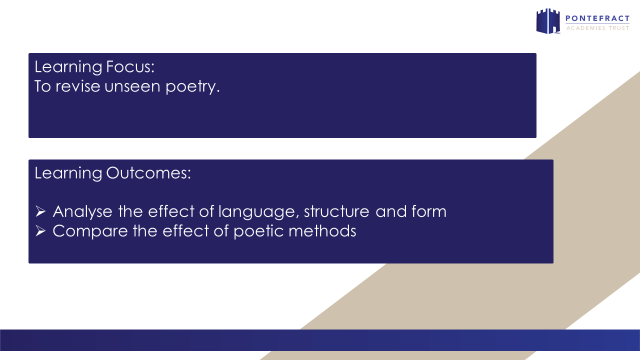 PONTEFRACT
ACADEMIES TRUST
Learning Focus:
To revise unseen poetry.
Learning Outcomes:
➢ Analyse the effect of language, structure and form
➢ Compare the effect of poetic methods